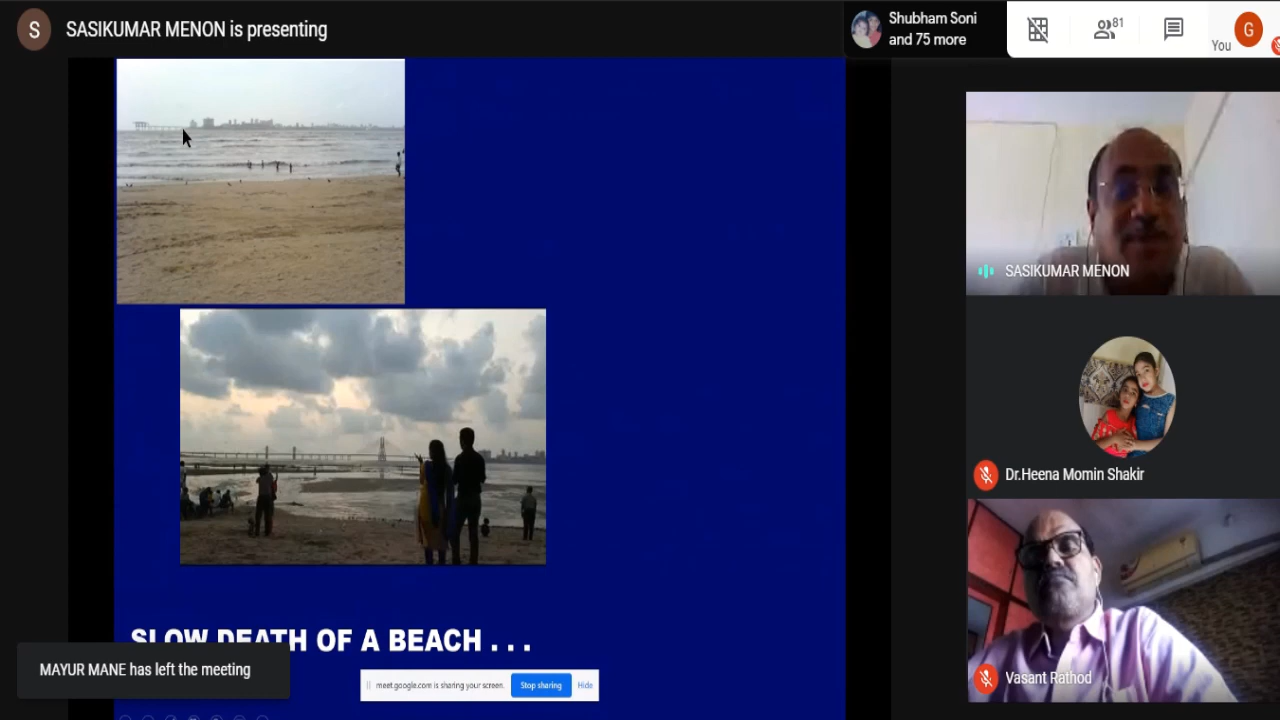 S
SASIKUMAR MENON is presenting
Shubham Soni
and 75 more
81
You
G
SASIKUMAR MENON
Dr.Heena Momin Shakir
Vasant Rathod
SLOW DEATH OF A BEACH . . .
MAYUR MANE has left the meeting
meet.google.com is sharing your screen.
Stop sharing
Hide